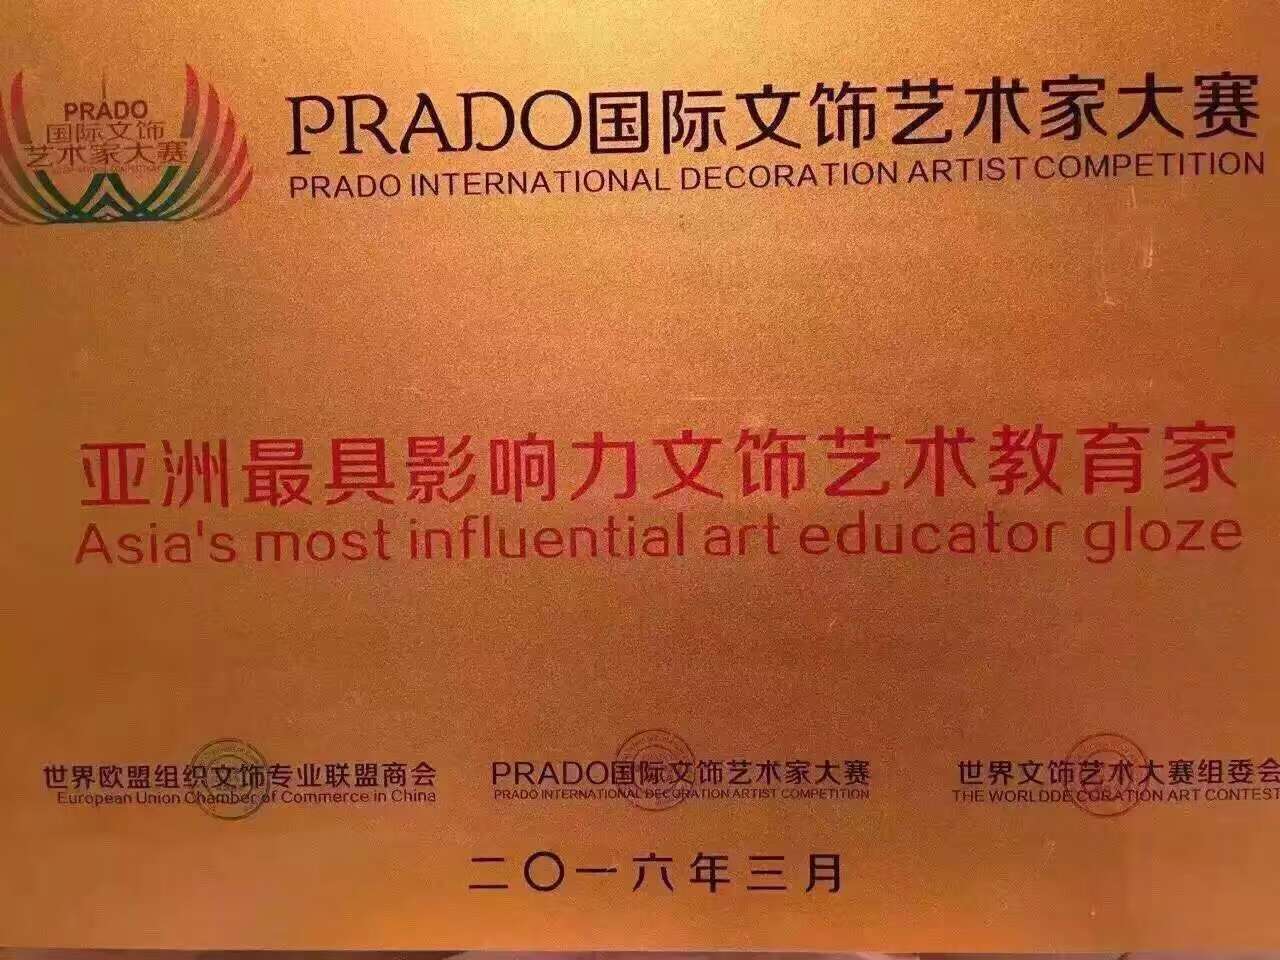 PRADO
国际文饰
艺术家大赛
PRADO国际文饰艺术家大赛
PRADO INTERNATIONAL DECORATION ARTIST COMPETITION
亚洲最具影响力文饰艺术教育家
Asia's most influential art educator gloze
世界欧盟组织文饰专业联盟商会
European Union Chamber of Commerce in China
PRADO国际文饰艺术家大赛
PRADO INTERNATIONAL DECORATION ARTIST COMPETITION
世界文饰艺术大赛组委会
THE WORLDDECORATION ART CONTEST
二〇一六年三月